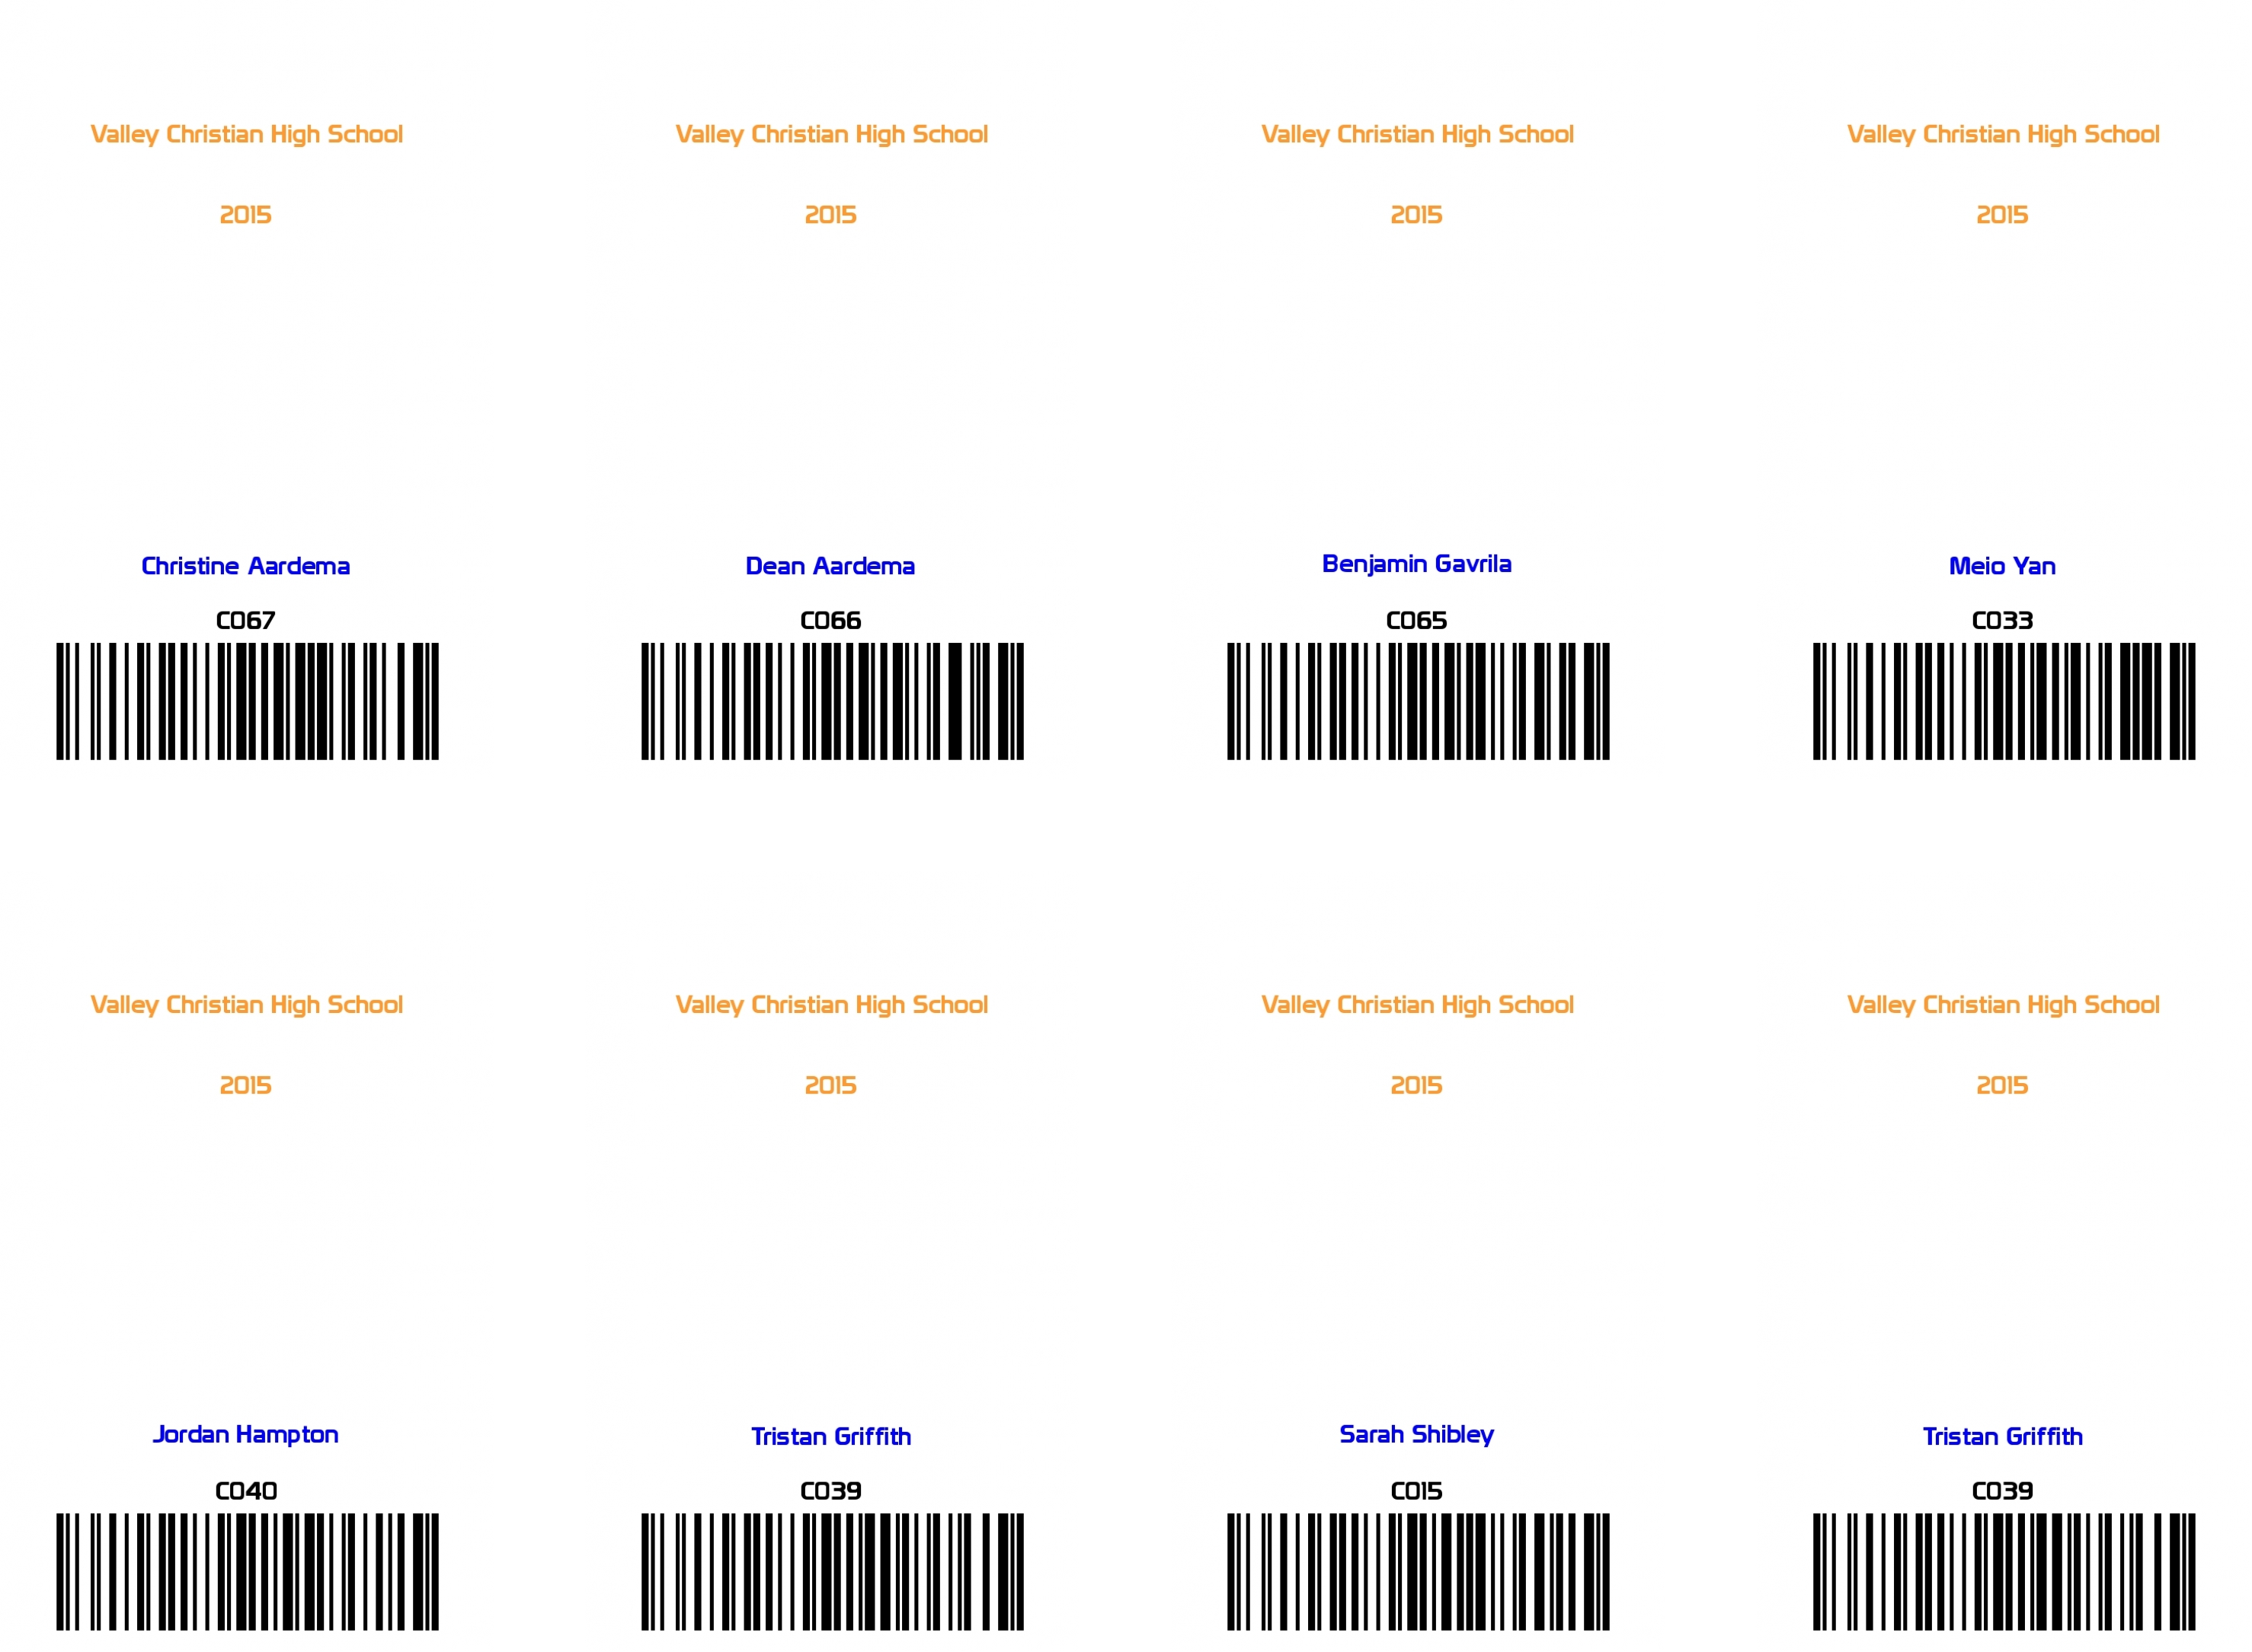 Valley Christian High School
2015
Christine Aardema
C067
Valley Christian High School
2015
Dean Aardema
C066
Valley Christian High School
2015
Benjamin Gavrila
C065
Valley Christian High School
2015
Meio Yan
C033
Valley Christian High School
2015
Jordan Hampton
C040
Valley Christian High School
2015
Tristan Griffith
C039
Valley Christian High School
2015
Sarah Shibley
C015
Valley Christian High School
2015
Tristan Griffith
C039